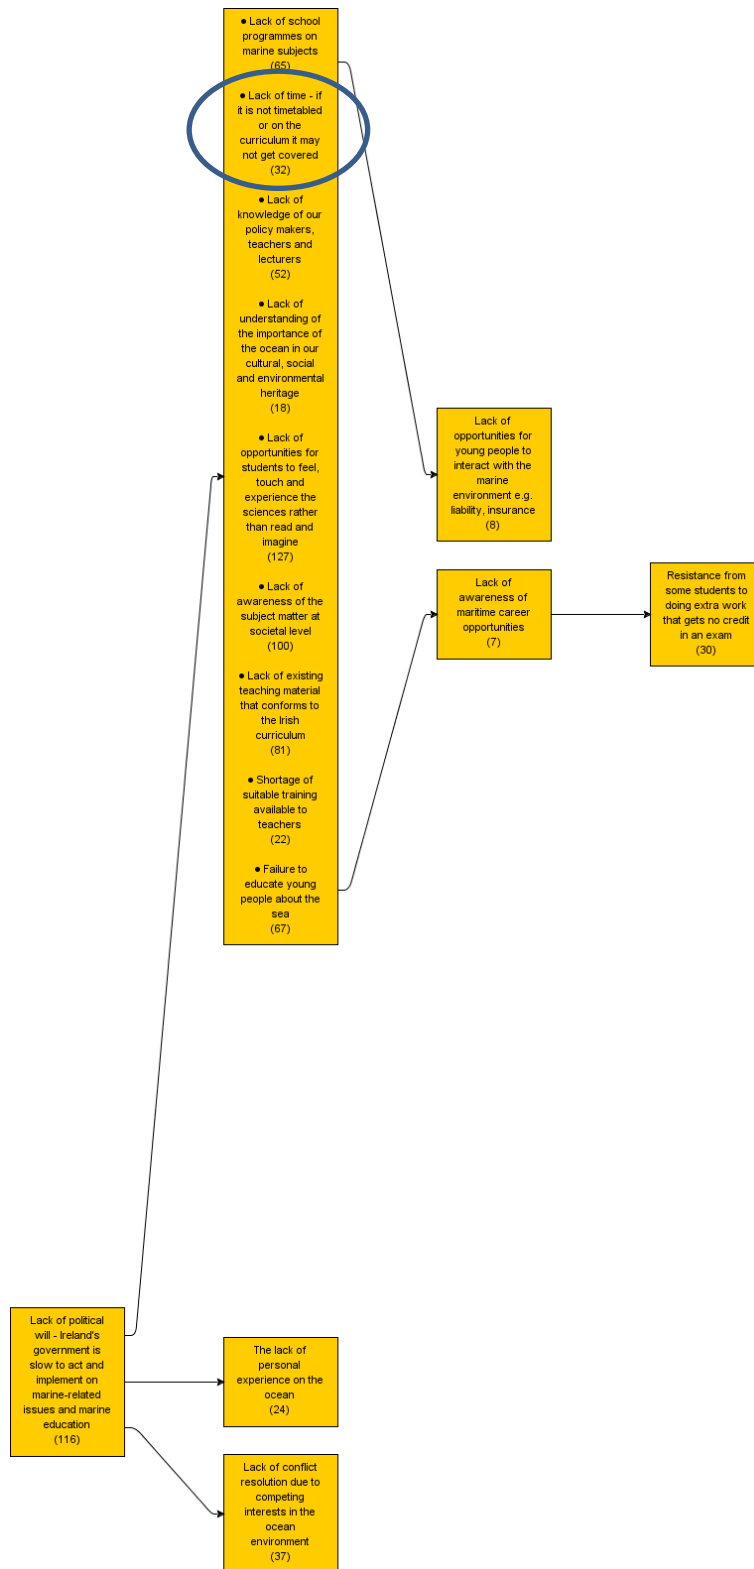 ● Lack of school
programmes on
marine subjects
(65)
● Lack of time - if
it is not timetabled
or on the
curriculum it may
not get covered
(32)
● Lack of
knowledge of our
policy makers,
teachers and
lecturers
(52)
● Lack of
understanding of
the importance of
the ocean in our
cultural, social
and environmental
heritage
(18)
● Lack of
opportunities for
students to feel,
touch and
experience the
sciences rather
than read and
imagine
(127)
● Lack of
awareness of the
subject matter at
societal level
(100)
● Lack of existing
teaching material
that conforms to
the Irish
curriculum
(81)
● Shortage of
suitable training
available to
teachers
(22)
● Failure to
educate young
people about the
sea
(67)
Lack of
opportunities for
young people to
interact with the
marine
environment e.g.
liability, insurance
(8)
Lack of
awareness of
maritime career
opportunities
(7)
Resistance from
some students to
doing extra work
that gets no credit
in an exam
(30)
Lack of political
will - Ireland's
government is
slow to act and
implement on
marine-related
issues and marine
education
(116)
The lack of
personal
experience on the
ocean
(24)
Lack of conflict
resolution due to
competing
interests in the
ocean
environment
(37)